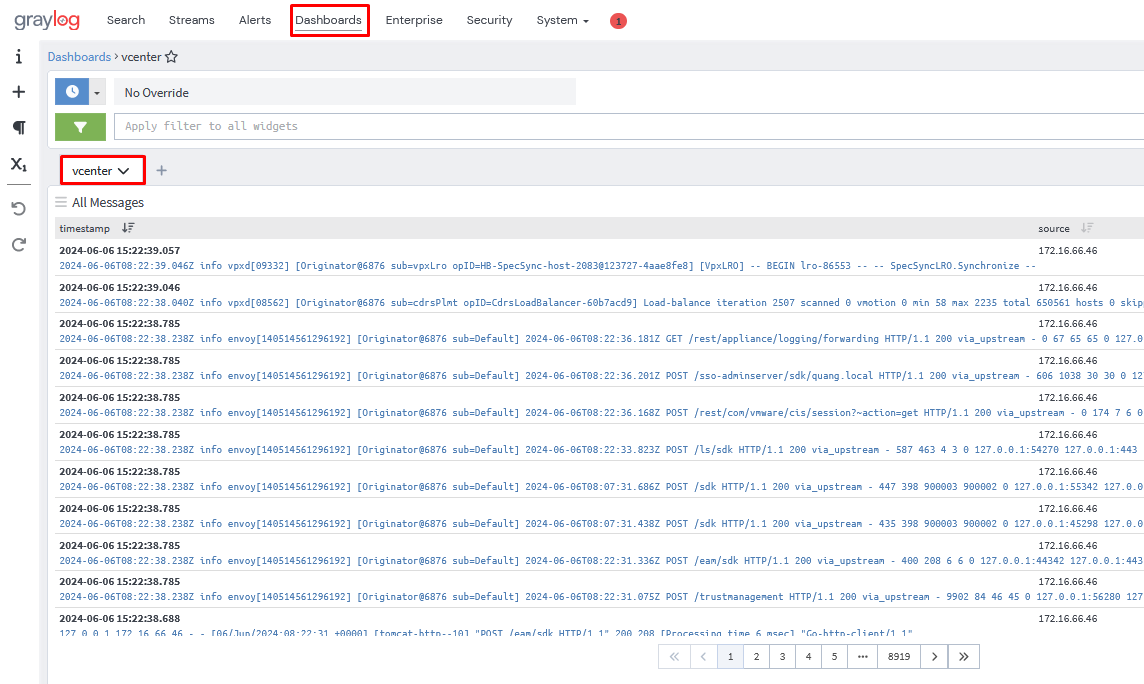 graylog Search Streams Alerts Dashboards Enterprise Security System 1
Dashboards › vcenter
No Override
Apply filter to all widgets
vcenter
All Messages
timestamp source
2024-06-06 15:22:39.057 172.16.66.46
2024-06-06T08:22:39.046Z info vpxd[09332] [Originator@6876 sub=vpxLro opID=HB-SpecSync-host-2083@123727-4aae8fe8] [VpxLRO] -- BEGIN lro-86553 -- -- SpecSyncLRO.Synchronize --
2024-06-06 15:22:39.046 172.16.66.46
2024-06-06T08:22:38.040Z info vpxd[08562] [Originator@6876 sub=cdrsPlmt opID=CdrsLoadBalancer-60b7acd9] Load-balance iteration 2507 scanned 0 vmotion 0 min 58 max 2235 total 650561 hosts 0 skip
2024-06-06 15:22:38.785 172.16.66.46
2024-06-06T08:22:38.238Z info envoy[140514561296192] [Originator@6876 sub=Default] 2024-06-06T08:22:36.181Z GET /rest/appliance/logging/forwarding HTTP/1.1 200 via_upstream - 0 67 65 65 0 127.0
2024-06-06 15:22:38.785 172.16.66.46
2024-06-06T08:22:38.238Z info envoy[140514561296192] [Originator@6876 sub=Default] 2024-06-06T08:22:36.201Z POST /sso-adminserver/sdk/quang.local HTTP/1.1 200 via_upstream - 606 1038 30 30 0 12
2024-06-06 15:22:38.785 172.16.66.46
2024-06-06T08:22:38.238Z info envoy[140514561296192] [Originator@6876 sub=Default] 2024-06-06T08:22:36.168Z POST /rest/com/vmware/cis/session?~action=get HTTP/1.1 200 via_upstream - 0 174 7 6 0
2024-06-06 15:22:38.785 172.16.66.46
2024-06-06T08:22:38.238Z info envoy[140514561296192] [Originator@6876 sub=Default] 2024-06-06T08:22:33.823Z POST /ls/sdk HTTP/1.1 200 via_upstream - 587 463 4 3 0 127.0.0.1:54270 127.0.0.1:443
2024-06-06 15:22:38.785 172.16.66.46
2024-06-06T08:22:38.238Z info envoy[140514561296192] [Originator@6876 sub=Default] 2024-06-06T08:07:31.686Z POST /sdk HTTP/1.1 200 via_upstream - 447 398 900003 900002 0 127.0.0.1:55342 127.0.
2024-06-06 15:22:38.785 172.16.66.46
2024-06-06T08:22:38.238Z info envoy[140514561296192] [Originator@6876 sub=Default] 2024-06-06T08:07:31.438Z POST /sdk HTTP/1.1 200 via_upstream - 435 398 900003 900002 0 127.0.0.1:45298 127.0.
2024-06-06 15:22:38.785 172.16.66.46
2024-06-06T08:22:38.238Z info envoy[140514561296192] [Originator@6876 sub=Default] 2024-06-06T08:22:31.336Z POST /eam/sdk HTTP/1.1 200 via_upstream - 400 208 6 6 0 127.0.0.1:44342 127.0.0.1:443
2024-06-06 15:22:38.785 172.16.66.46
2024-06-06T08:22:38.238Z info envoy[140514561296192] [Originator@6876 sub=Default] 2024-06-06T08:22:31.075Z POST /trustmanagement HTTP/1.1 200 via_upstream - 9902 84 46 45 0 127.0.0.1:56280 127
2024-06-06 15:22:38.688 172.16.66.46
127.0.0.1 172.16.66.46 - - [06/Jun/2024:08:22:31 +0000] [tomcat-http--10] "POST /eam/sdk HTTP/1.1" 200 208 [Processing time 6 msec] "Go-http-client/1.1"
« ‹ 1 2 3 4 5 ••• 8919 › »